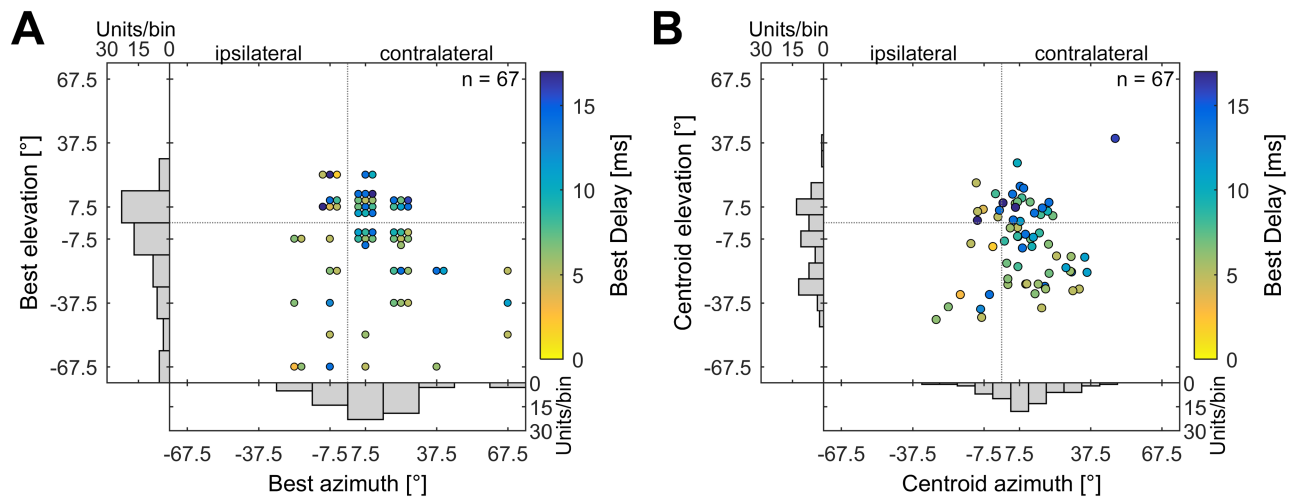 A
Units/bin
30 15 0
ipsilateral contralateral
n = 67
67.5
37.5
7.5
-7.5
-37.5
-67.5
Best elevation [°]
15
10
5
0
Best Delay [ms]
0
15
30
Units/bin
-67.5 -37.5 -7.5 7.5 37.5 67.5
Best azimuth [°]
B
Units/bin
30 15 0
ipsilateral contralateral
n = 67
67.5
37.5
7.5
-7.5
-37.5
-67.5
Centroid elevation [°]
15
10
5
0
Best Delay [ms]
0
15
30
Units/bin
-67.5 -37.5 -7.5 7.5 37.5 67.5
Centroid azimuth [°]